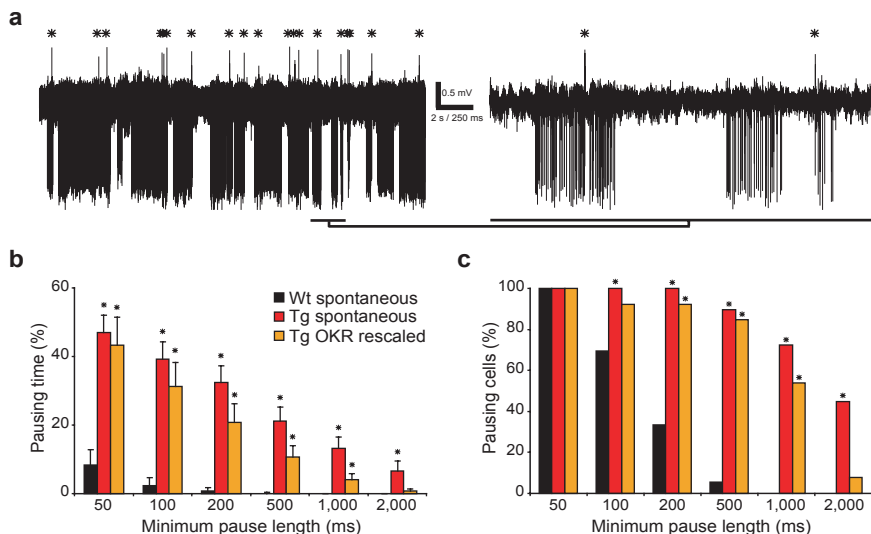 a
* * * * * * * * * * * * * * * * * *
0.5 mV
2 s / 250 ms
b
Pausing time (%)
60
40
20
0
Wt spontaneous
Tg spontaneous
Tg OKR rescaled
* * * * * * * * * *
50 100 200 500 1,000 2,000
Minimum pause length (ms)
c
Pausing cells (%)
100
80
60
40
20
0
* * * * * * * *
50 100 200 500 1,000 2,000
Minimum pause length (ms)